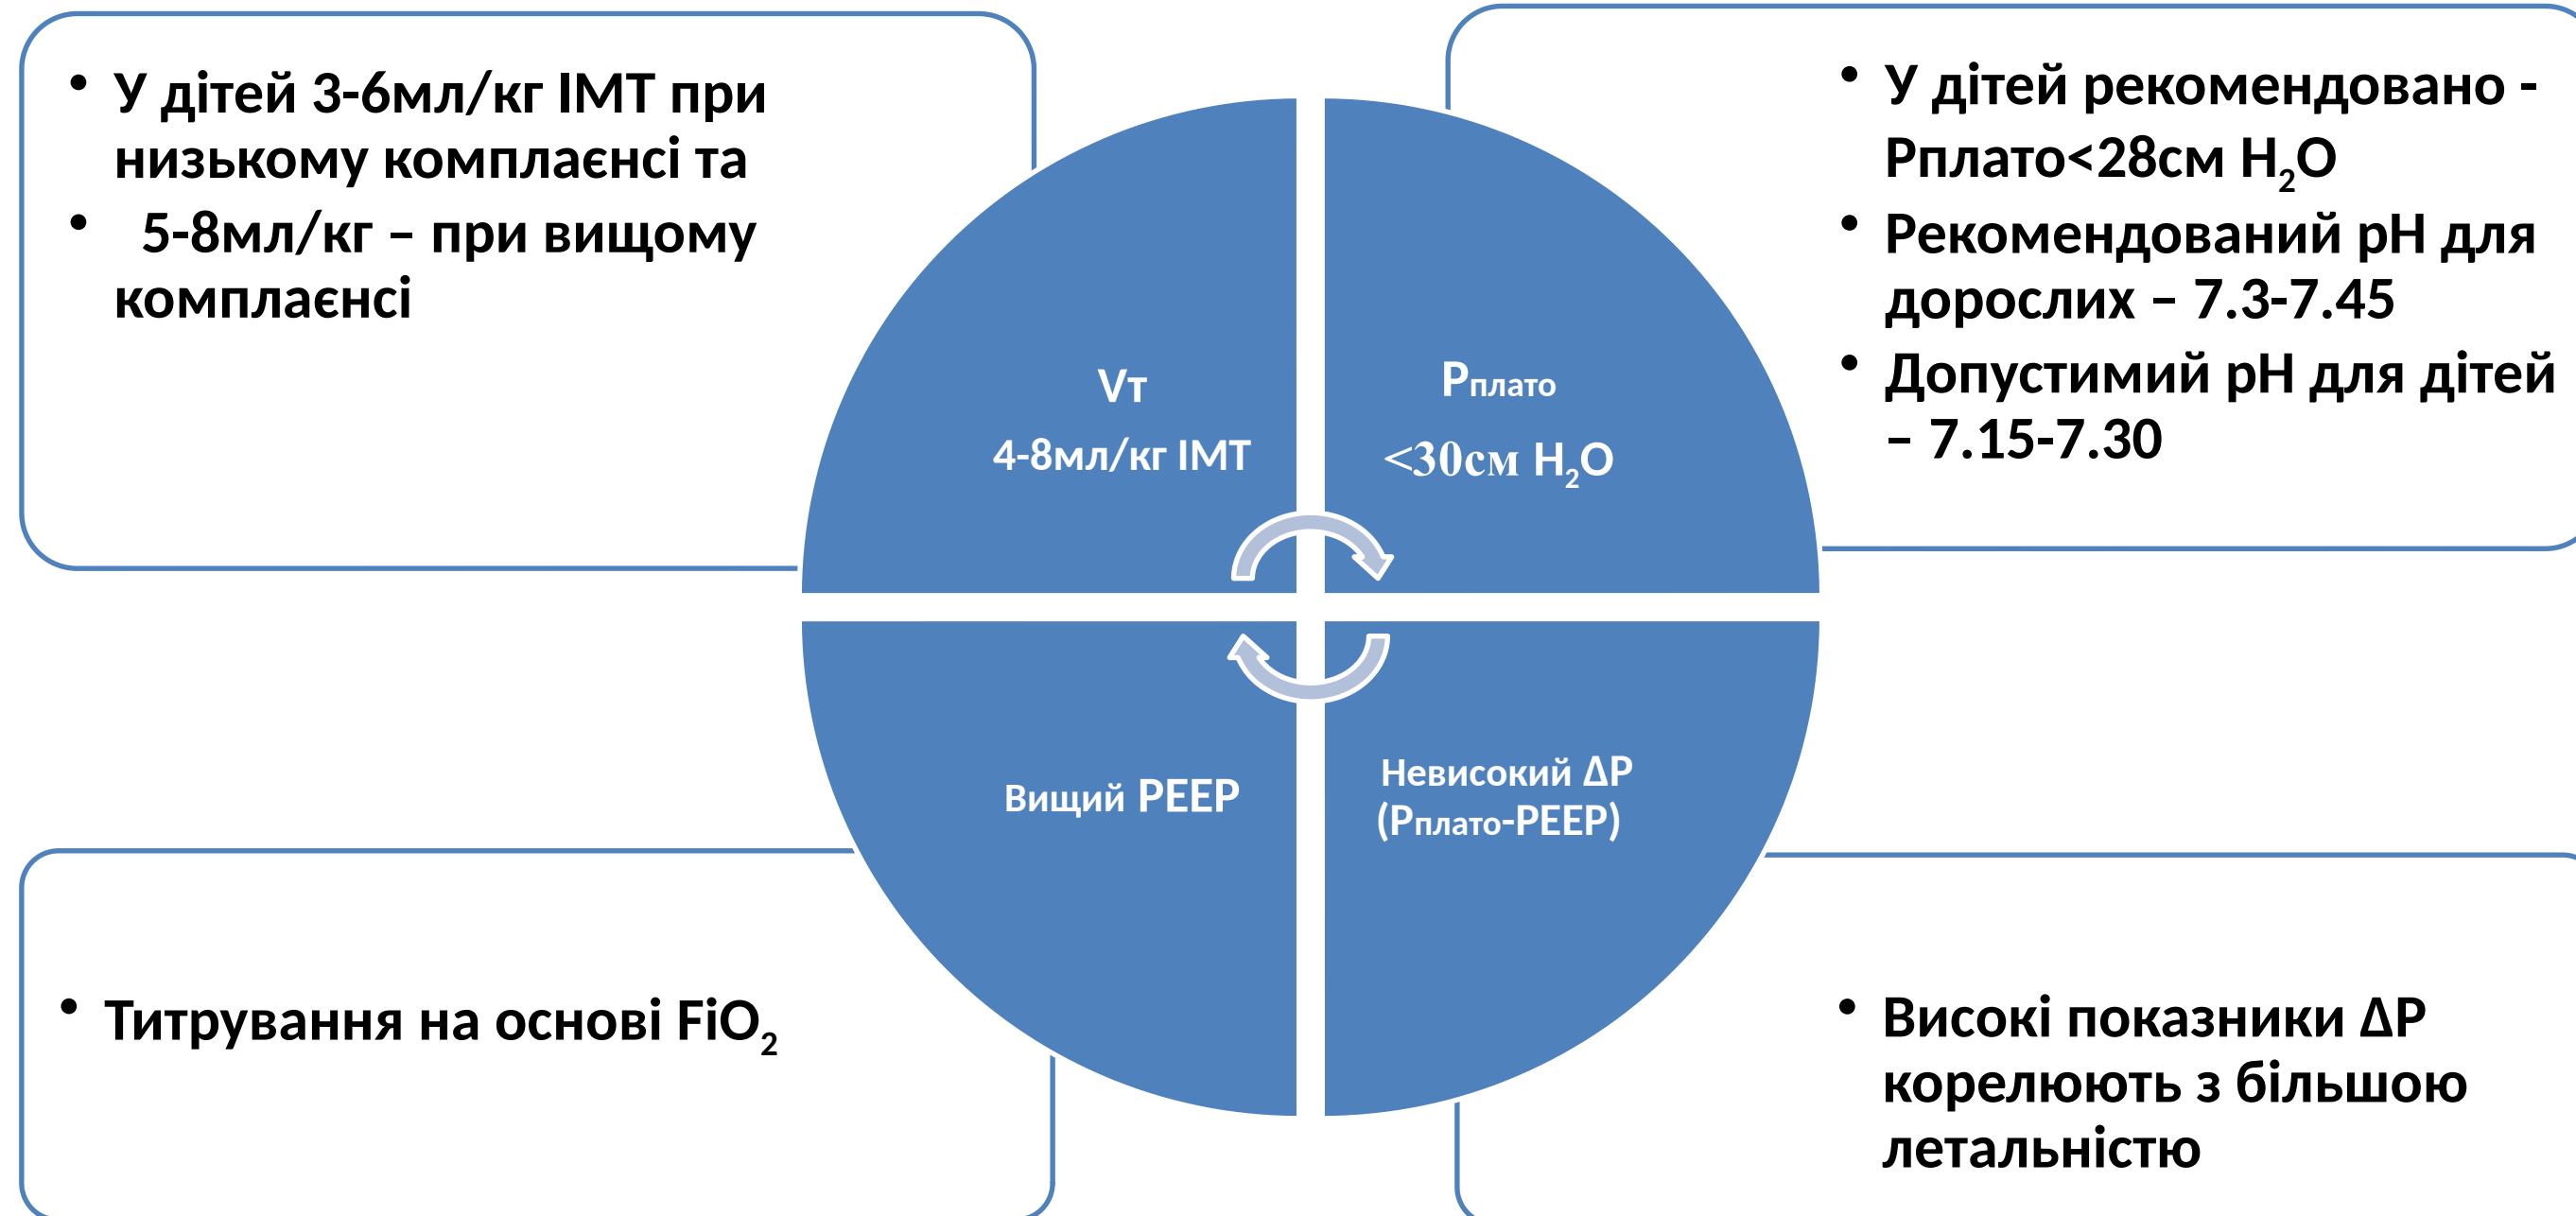 • У дітей 3-6мл/кг ІМТ при
низькому комплаєнсі та
• 5-8мл/кг – при вищому
комплаєнсі
• У дітей рекомендовано -
Рплато<28см H₂O
• Рекомендований рН для
дорослих – 7.3-7.45
• Допустимий рН для дітей
– 7.15-7.30
Vт
4-8мл/кг ІМТ
Рплато
<30см H₂O
Вищий PEEP
Невисокий ΔP
(Рплато-PEEP)
• Титрування на основі FiO₂
• Високі показники ΔP
корелюють з більшою
летальністю